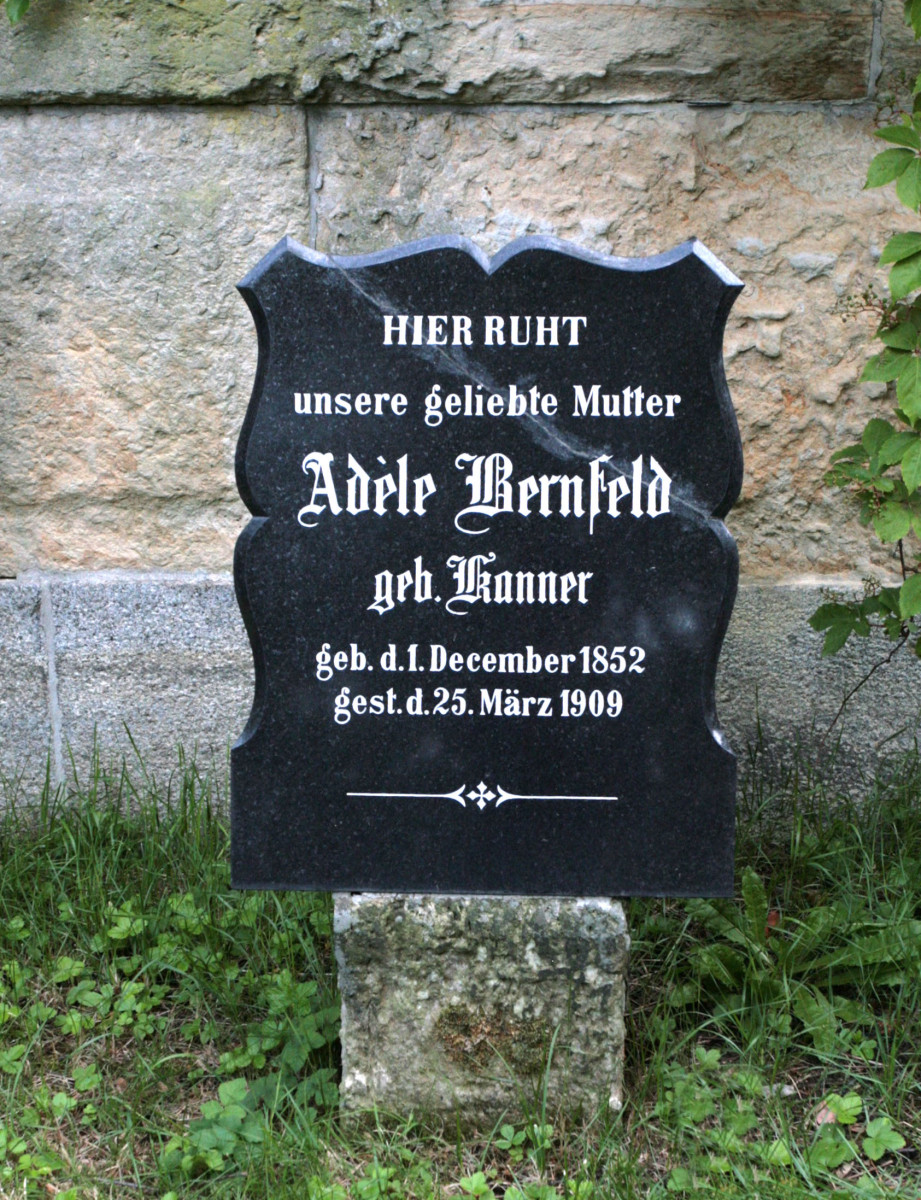 HIER RUHT
unsere geliebte Mutter
Adèle Bernfeld
geb. Kanner
geb. d. 1. December 1852
gest. d 25. März 1909